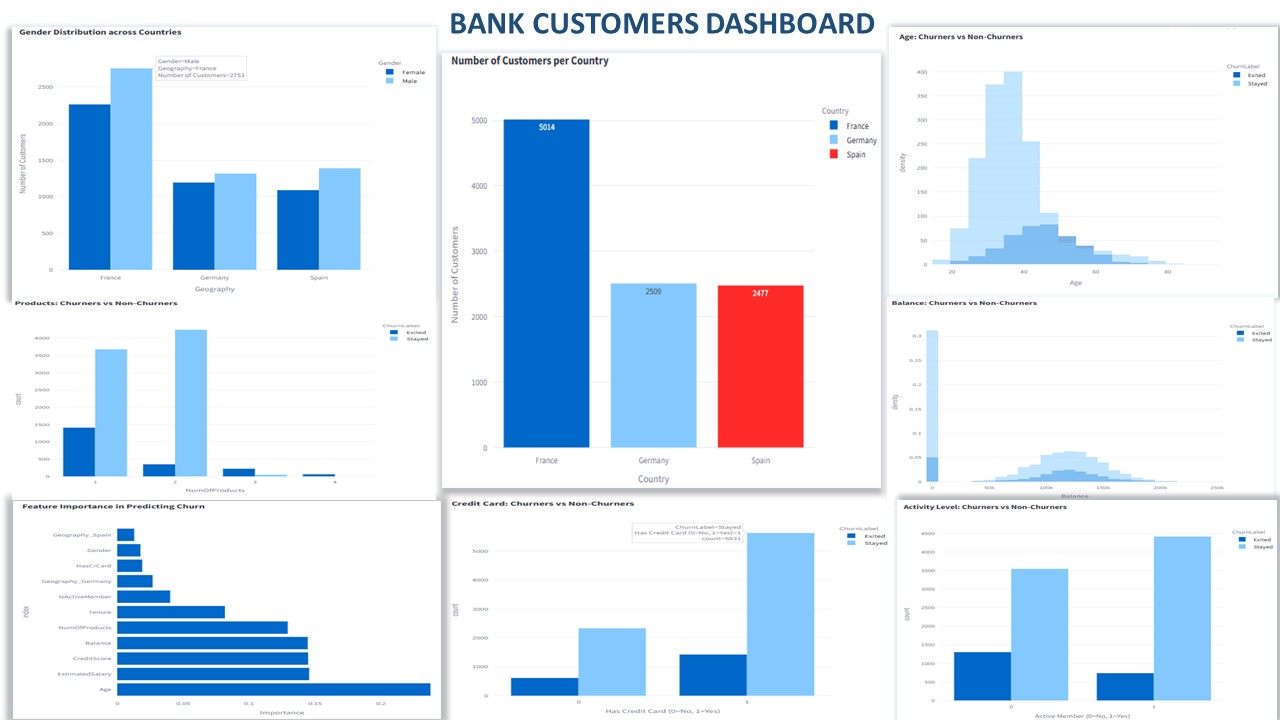 BANK CUSTOMERS DASHBOARD
Gender Distribution across Countries
Gender=Male
Geography=France
Number of Customers=2753
Gender
Female
Male
Number of Customers
2500
2000
1500
1000
500
0
France Germany Spain
Geography
Number of Customers per Country
Country
France
Germany
Spain
Number of Customers
5000
4000
3000
2000
1000
0
5014
2509
2477
France Germany Spain
Country
Age: Churners vs Non-Churners
ChurnLabel
Exited
Stayed
density
400
350
300
250
200
150
100
50
0
20 40 60 80
Age
Products: Churners vs Non-Churners
ChurnLabel
Exited
Stayed
count
4000
3500
3000
2500
2000
1500
1000
500
0
1 2 3 4
NumOfProducts
Balance: Churners vs Non-Churners
ChurnLabel
Exited
Stayed
density
0.3
0.25
0.2
0.15
0.1
0.05
0
0 50k 100k 150k 200k 250k
Balance
Feature Importance in Predicting Churn
index
Geography_Spain
Gender
HasCrCard
Geography_Germany
IsActiveMember
Tenure
NumOfProducts
Balance
CreditScore
EstimatedSalary
Age
0 0.05 0.1 0.15 0.2
Importance
Credit Card: Churners vs Non-Churners
ChurnLabel=Stayed
Has Credit Card (0=No, 1=Yes)=1
count=5631
ChurnLabel
Exited
Stayed
count
5000
4000
3000
2000
1000
0
0 1
Has Credit Card (0=No, 1=Yes)
Activity Level: Churners vs Non-Churners
ChurnLabel
Exited
Stayed
count
4500
4000
3500
3000
2500
2000
1500
1000
500
0
0 1
Active Member (0=No, 1=Yes)